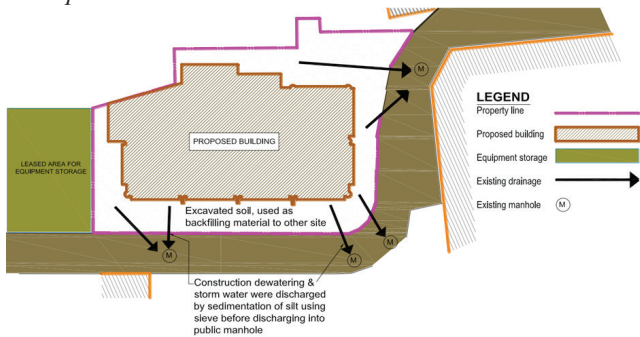 M
LEGEND
Property line
Proposed building
Equipment storage
Existing drainage
Existing manhole M
PROPOSED BUILDING
LEASED AREA FOR
EQUIPMENT STORAGE
Excavated soil, used as
backfilling material to other site
M
M
M
Construction dewatering &
storm water were discharged
by sedimentation of silt using
sieve before discharging into
public manhole